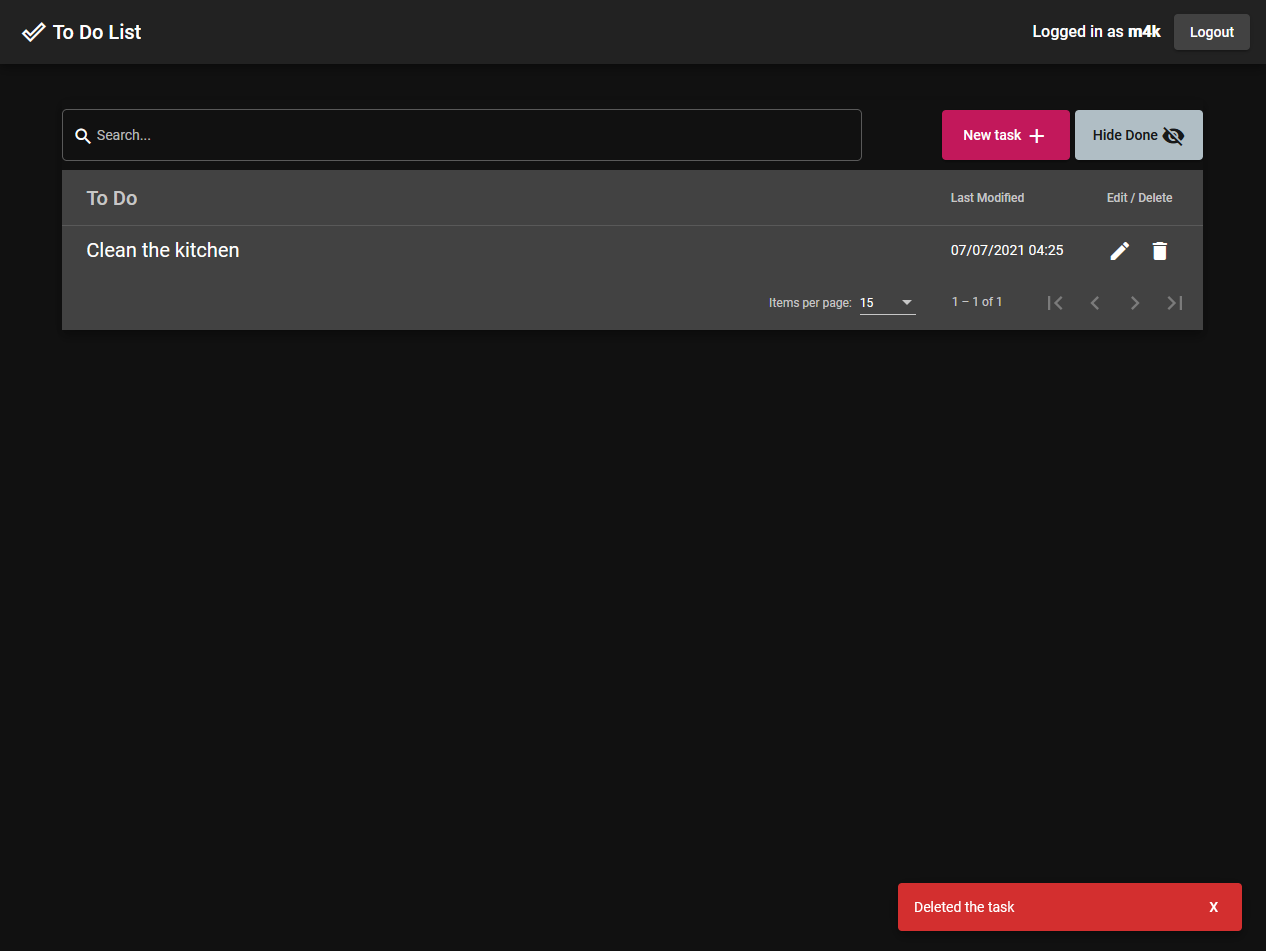 To Do List
Logged in as m4k
Logout
Search...
New task
Hide Done
To Do
Last Modified
Edit / Delete
Clean the kitchen
07/07/2021 04:25
Items per page:
15
1 – 1 of 1
Deleted the task
X